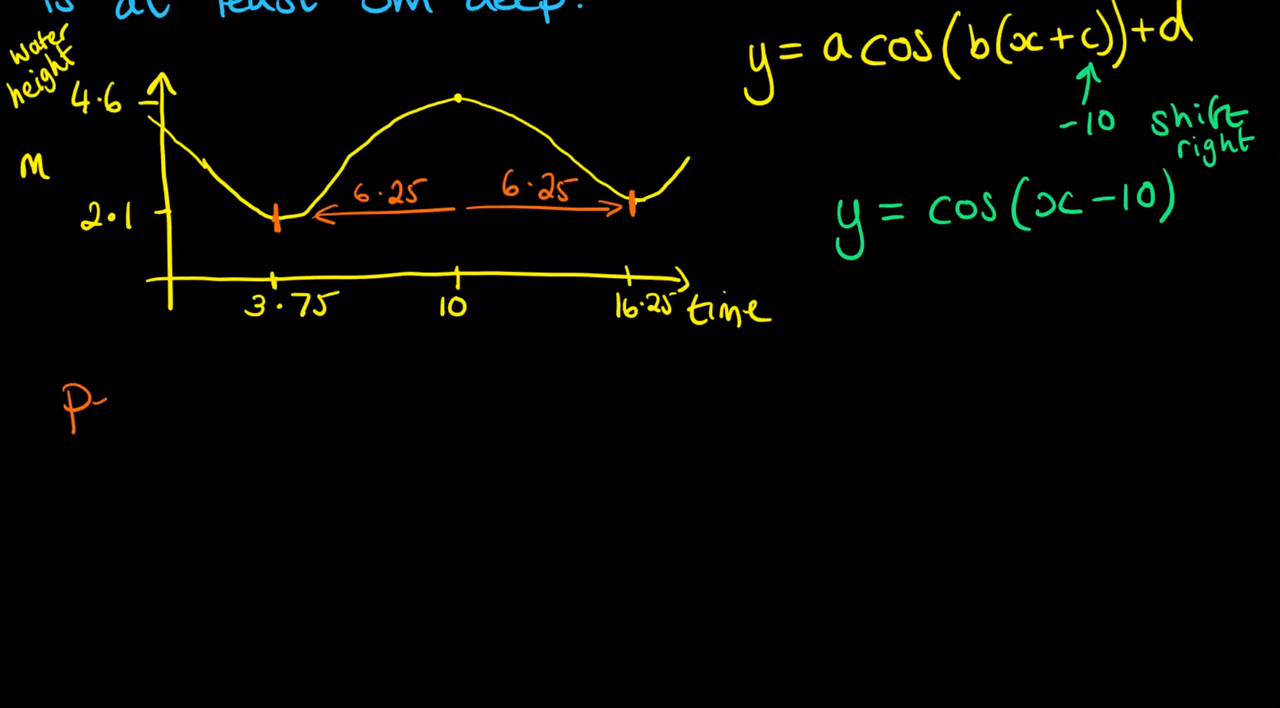 is at least 3m deep.
water height
4.6
M
2.1
6.25 6.25
3.75 10 16.25 time
P
y = a cos(b(x+c))+d
-10 shift right
y = cos(x-10)